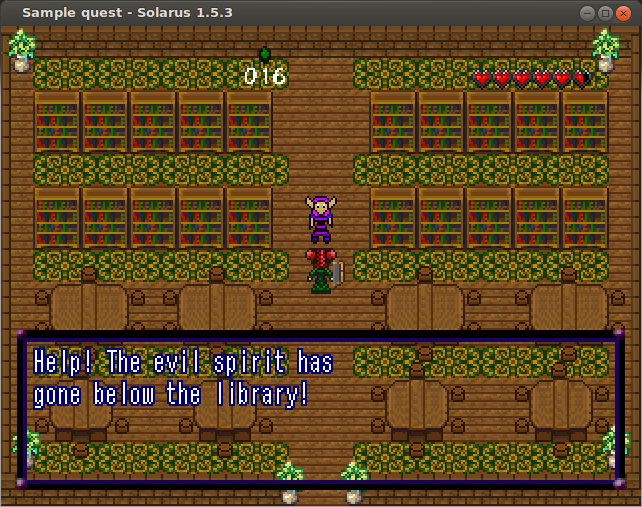 Sample quest - Solarus 1.5.3
016
Help! The evil spirit has
gone below the library!